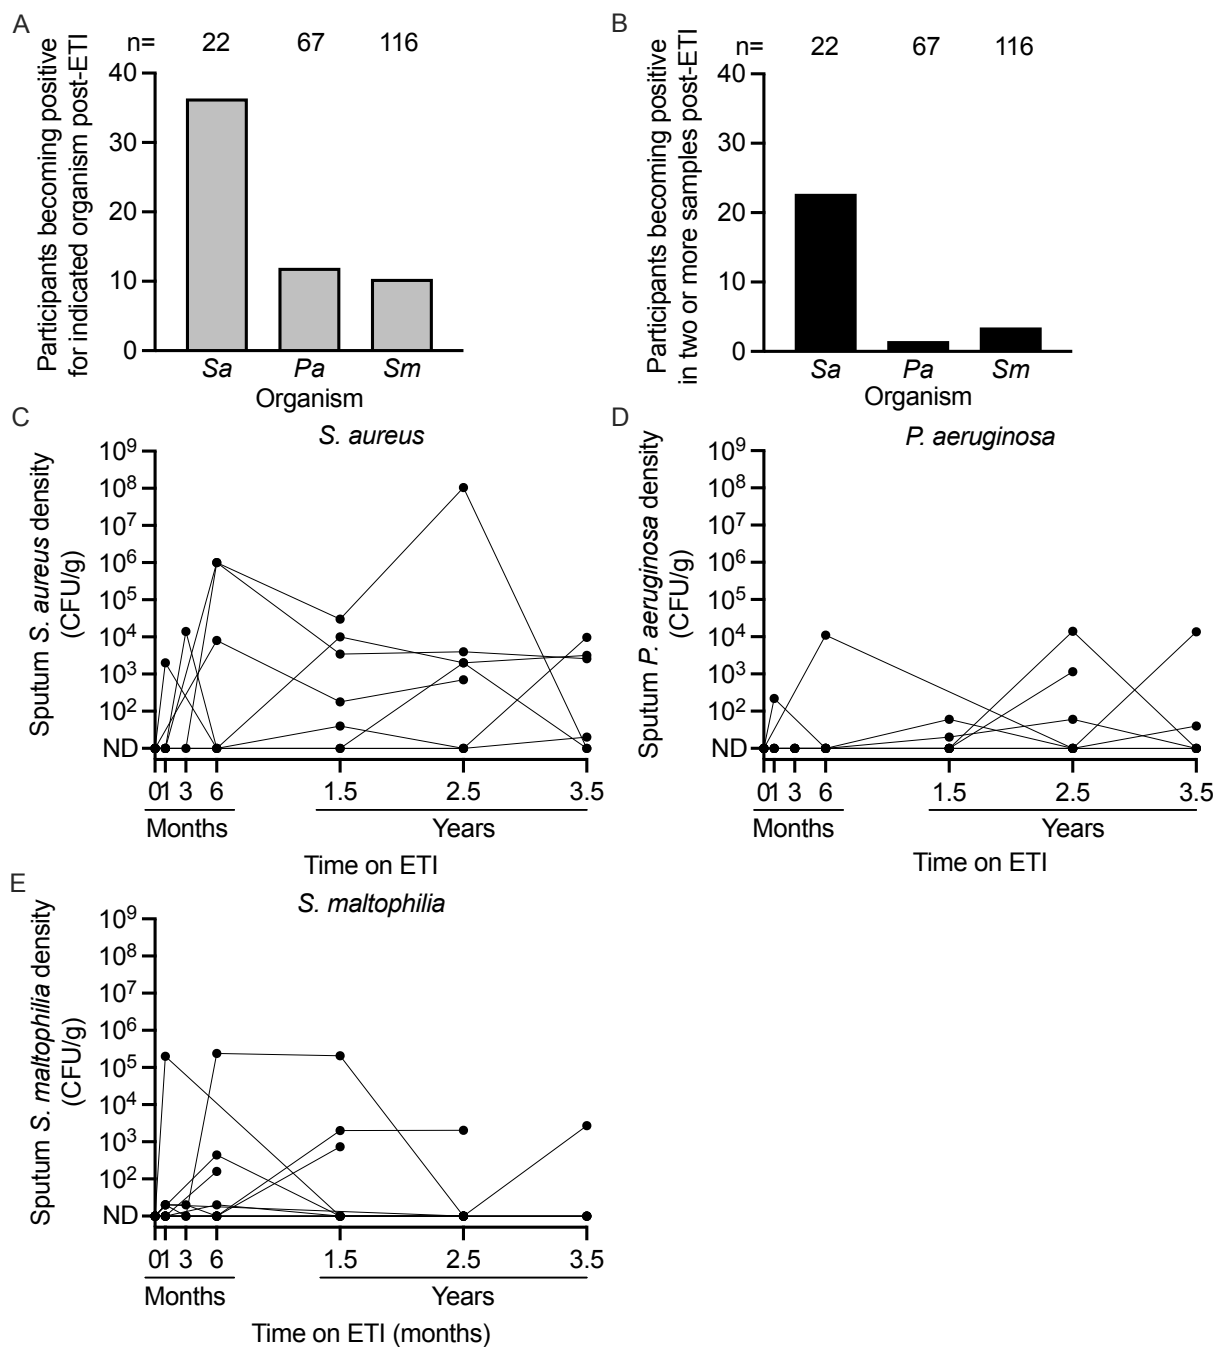 A
n= 22 67 116
Participants becoming positive
for indicated organism post-ETI
40
30
20
10
0
Sa Pa Sm
Organism
B
n= 22 67 116
Participants becoming positive
in two or more samples post-ETI
40
30
20
10
0
Sa Pa Sm
Organism
C
S. aureus
Sputum S. aureus density
(CFU/g)
10⁹
10⁸
10⁷
10⁶
10⁵
10⁴
10³
10²
ND
0 1 3 6 1.5 2.5 3.5
Months Years
Time on ETI
D
P. aeruginosa
Sputum P. aeruginosa density
(CFU/g)
10⁹
10⁸
10⁷
10⁶
10⁵
10⁴
10³
10²
ND
0 1 3 6 1.5 2.5 3.5
Months Years
Time on ETI
E
S. maltophilia
Sputum S. maltophilia density
(CFU/g)
10⁹
10⁸
10⁷
10⁶
10⁵
10⁴
10³
10²
ND
0 1 3 6 1.5 2.5 3.5
Months Years
Time on ETI (months)